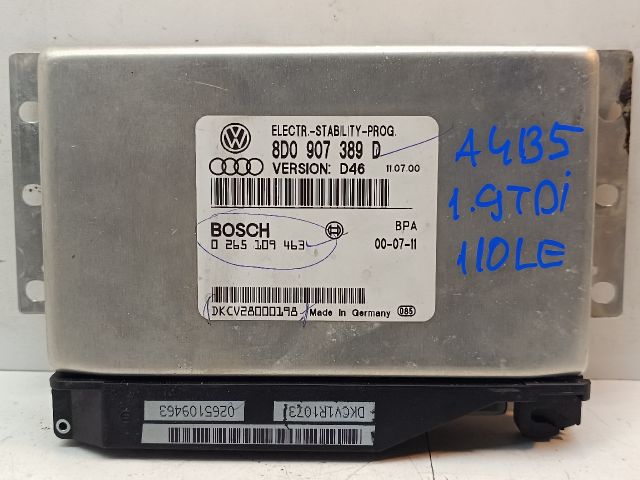 ELECTR.-STABILITY-PROG.
8D0 907 389 D
VERSION: D46 11.07.00
BOSCH BPA
0 265 109 463 00-07-11
DKCV28000198 Made in Germany 085
A4B5
1.9TDi
110LE
0265109463 DKCV1R1073